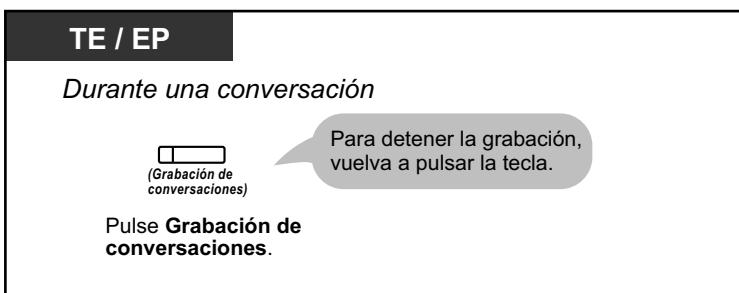 TE / EP
Durante una conversación
Para detener la grabación,
vuelva a pulsar la tecla.
(Grabación de
conversaciones)
Pulse Grabación de
conversaciones.